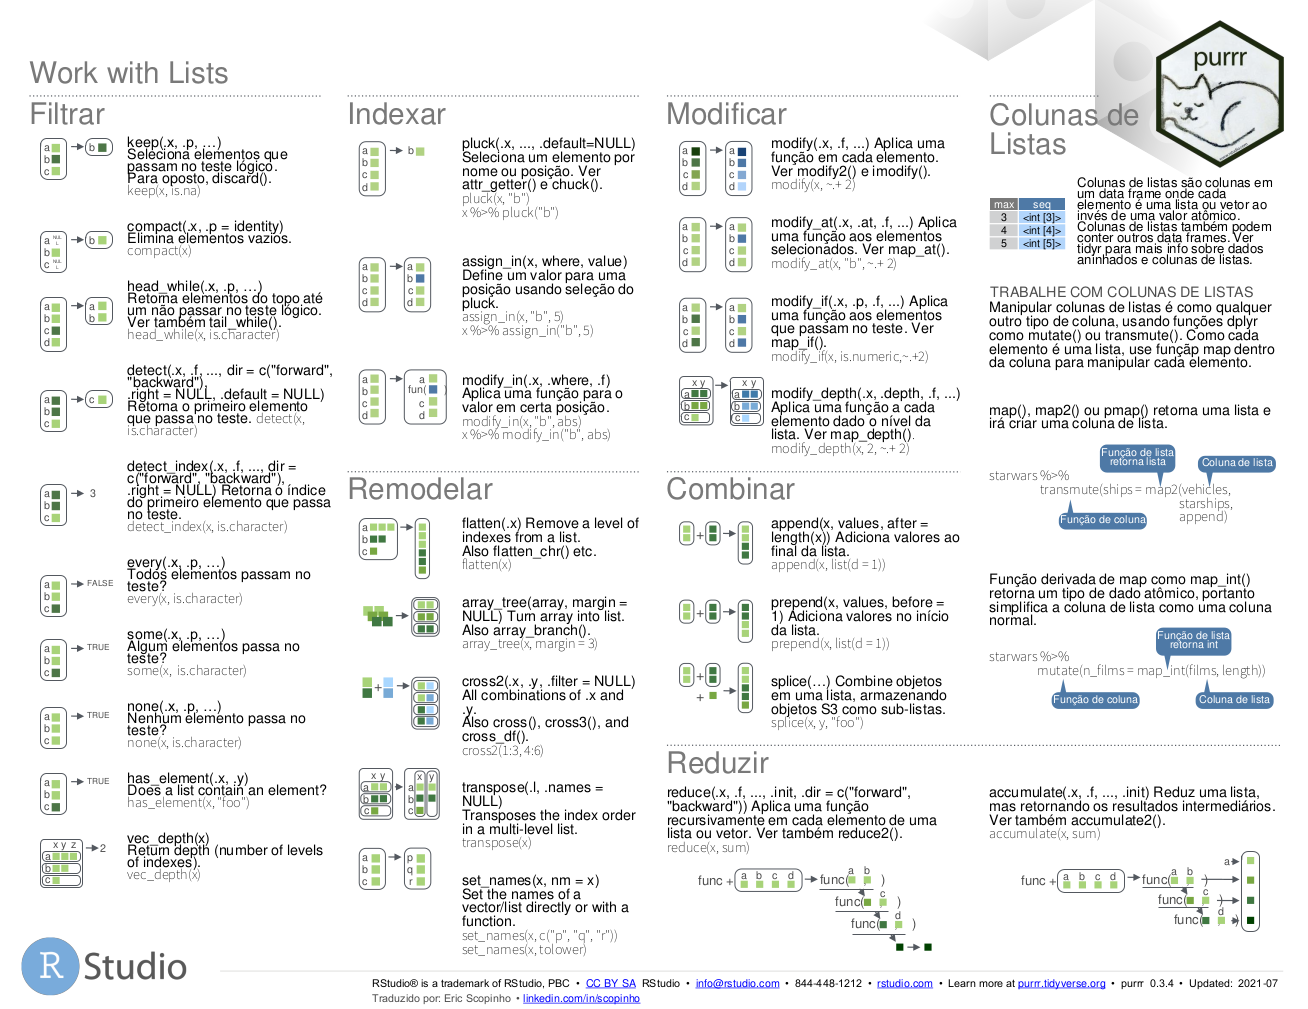 purrr
Work with Lists
Filtrar
a
b
c
b
keep(.x, .p, …)
Seleciona elementos que
passam no teste lógico.
Para oposto, discard().
keep(x, is.na)
a NULL
b
c NULL
b
compact(.x, .p = identity)
Elimina elementos vazios.
compact(x)
a
b
c
d
a
b
head_while(x, .p, …)
Retorna elementos do topo até
um não passar no teste lógico.
Ver também tail_while().
head_while(x, is.character)
a
b
c
c
detect(.x, .f, ..., dir = c("forward",
"backward"),
.right = NULL, .default = NULL)
Retorna o primeiro elemento
que passa no teste. detect(x,
is.character)
a
b
c
3
detect_index(.x, .f, ..., dir =
c("forward", "backward"),
.right = NULL) Retorna o índice
do primeiro elemento que passa
no teste.
detect_index(x, is.character)
a
b
c
FALSE
every(.x, .p, …)
Todos elementos passam no
teste?
every(x, is.character)
a
b
c
TRUE
some(.x, .p, …)
Algum elementos passa no
teste?
some(x, is.character)
a
b
c
TRUE
none(.x, .p, …)
Nenhum elemento passa no
teste?
none(x, is.character)
a
b
c
TRUE
has_element(.x, .y)
Does a list contain an element?
has_element(x, "foo")
x y z
a
b
c
2
vec_depth(x)
Return depth (number of levels
of indexes).
vec_depth(x)
Indexar
a
b
c
d
b
pluck(.x, ..., .default=NULL)
Seleciona um elemento por
nome ou posição. Ver
attr_getter() e chuck().
pluck(x, "b")
x %>% pluck("b")
a
b
c
d
a
b
c
d
assign_in(x, where, value)
Define um valor para uma
posição usando seleção do
pluck.
assign_in(x, "b", 5)
x %>% assign_in("b", 5)
a
b
c
d
a
fun( )
c
d
modify_in(.x, .where, .f)
Aplica uma função para o
valor em certa posição.
modify_in(x, "b", abs)
x %>% modify_in("b", abs)
Remodelar
a
b
c
flatten(.x) Remove a level of
indexes from a list.
Also flatten_chr() etc.
flatten(x)
array_tree(array, margin =
NULL) Turn array into list.
Also array_branch().
array_tree(x, margin = 3)
+
cross2(.x, .y, .filter = NULL)
All combinations of .x and
.y.
Also cross(), cross3(), and
cross_df().
cross2(1:3, 4:6)
x y
a
b
c
x y
a
b
c
transpose(.l, .names =
NULL)
Transposes the index order
in a multi-level list.
transpose(x)
a
b
c
p
q
r
set_names(x, nm = x)
Set the names of a
vector/list directly or with a
function.
set_names(x, c("p", "q", "r"))
set_names(x, tolower)
Modificar
a
b
c
d
a
b
c
d
modify(.x, .f, ...) Aplica uma
função em cada elemento.
Ver modify2() e imodify().
modify(x, ~.+ 2)
a
b
c
d
a
b
c
d
modify_at(.x, .at, .f, ...) Aplica
uma função aos elementos
selecionados. Ver map_at().
modify_at(x, "b", ~.+ 2)
a
b
c
d
a
b
c
d
modify_if(.x, .p, .f, ...) Aplica
uma função aos elementos
que passam no teste. Ver
map_if().
modify_if(x, is.numeric,~.+2)
x y
a
b
c
x y
a
b
c
modify_depth(.x, .depth, .f, ...)
Aplica uma função a cada
elemento dado o nível da
lista. Ver map_depth().
modify_depth(x, 2, ~.+ 2)
Combinar
+
append(x, values, after =
length(x)) Adiciona valores ao
final da lista.
append(x, list(d = 1))
+
prepend(x, values, before =
1) Adiciona valores no início
da lista.
prepend(x, list(d = 1))
+
+
splice(…) Combine objetos
em uma lista, armazenando
objetos S3 como sub-listas.
splice(x, y, "foo")
Colunas de
Listas
max seq
3 <int [3]>
4 <int [4]>
5 <int [5]>
Colunas de listas são colunas em
um data frame onde cada
elemento é uma lista ou vetor ao
invés de uma valor atômico.
Colunas de listas também podem
conter outros data frames. Ver
tidyr para mais info sobre dados
aninhados e colunas de listas.
TRABALHE COM COLUNAS DE LISTAS
Manipular colunas de listas é como qualquer
outro tipo de coluna, usando funções dplyr
como mutate() ou transmute(). Como cada
elemento é uma lista, use função map dentro
da coluna para manipular cada elemento.
map(), map2() ou pmap() retorna uma lista e
irá criar uma coluna de lista.
Função de lista
retorna lista
Coluna de lista
starwars %>%
transmute(ships = map2(vehicles,
starships,
append)
Função de coluna
Função derivada de map como map_int()
retorna um tipo de dado atômico, portanto
simplifica a coluna de lista como uma coluna
normal.
Função de lista
retorna int
starwars %>%
mutate(n_films = map_int(films, length))
Função de coluna
Coluna de lista
Reduzir
reduce(.x, .f, ..., .init, .dir = c("forward",
"backward")) Aplica uma função
recursivamente em cada elemento de uma
lista ou vetor. Ver também reduce2().
reduce(x, sum)
func + a b c d func( a b )
func( c )
func( d )
accumulate(.x, .f, ..., .init) Reduz uma lista,
mas retornando os resultados intermediários.
Ver também accumulate2().
accumulate(x, sum)
a
func + a b c d func( a b )
func( c )
func( d )
R Studio
RStudio® is a trademark of RStudio, PBC • CC BY SA RStudio • info@rstudio.com • 844-448-1212 • rstudio.com • Learn more at purrr.tidyverse.org • purrr 0.3.4 • Updated: 2021-07
Traduzido por: Eric Scopinho • linkedin.com/in/scopinho